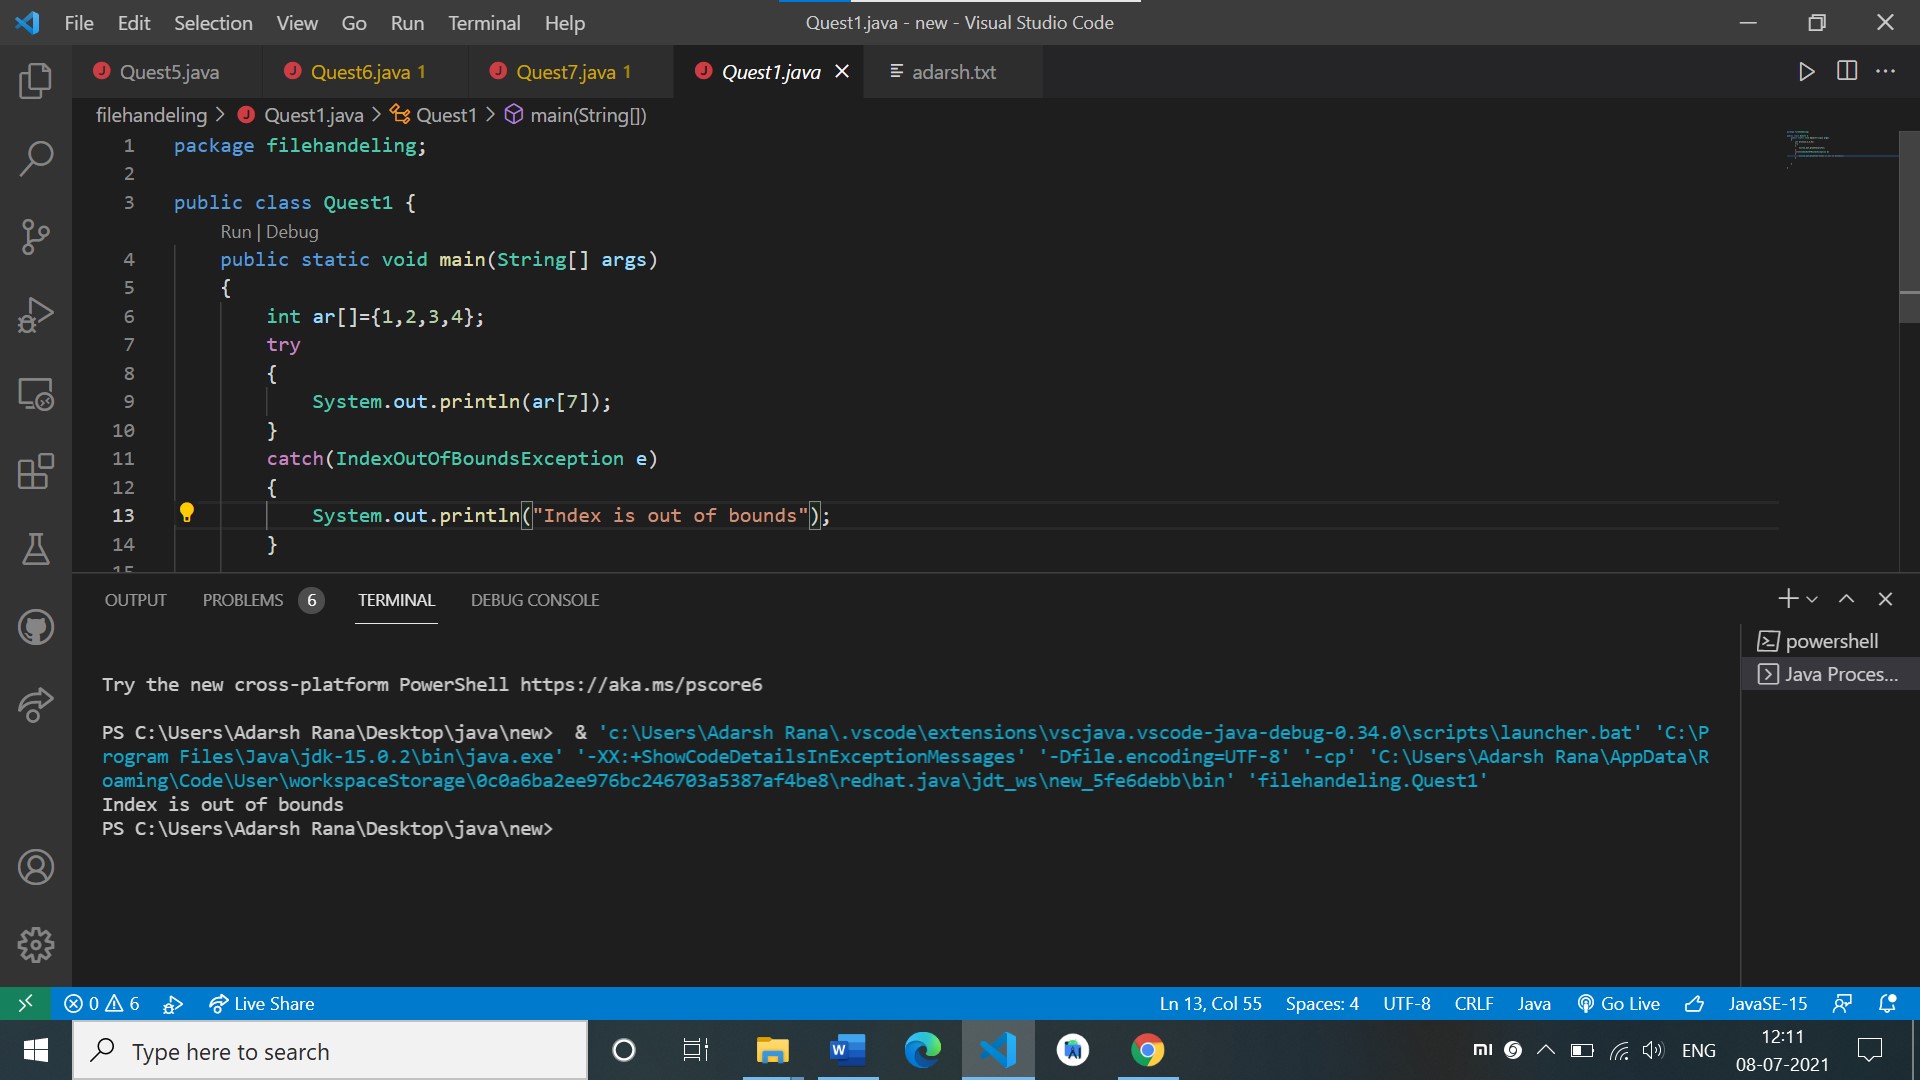 File Edit Selection View Go Run Terminal Help
Quest1.java - new - Visual Studio Code
Quest5.java
Quest6.java 1
Quest7.java 1
Quest1.java
adarsh.txt
filehandeling > Quest1.java > Quest1 > main(String[])
1 package filehandeling;
2
3 public class Quest1 {
Run | Debug
4 public static void main(String[] args)
5 {
6 int ar[]={1,2,3,4};
7 try
8 {
9 System.out.println(ar[7]);
10 }
11 catch(IndexOutOfBoundsException e)
12 {
13 System.out.println("Index is out of bounds");
14 }
15
OUTPUT PROBLEMS 6 TERMINAL DEBUG CONSOLE
powershell
Java Proces...
Try the new cross-platform PowerShell https://aka.ms/pscore6
PS C:\Users\Adarsh Rana\Desktop\java\new>  & 'c:\Users\Adarsh Rana\.vscode\extensions\vscjava.vscode-java-debug-0.34.0\scripts\launcher.bat' 'C:\P
rogram Files\Java\jdk-15.0.2\bin\java.exe' '-XX:+ShowCodeDetailsInExceptionMessages' '-Dfile.encoding=UTF-8' '-cp' 'C:\Users\Adarsh Rana\AppData\R
oaming\Code\User\workspaceStorage\0c0a6ba2ee976bc246703a5387af4be8\redhat.java\jdt_ws\new_5fe6debb\bin' 'filehandeling.Quest1'
Index is out of bounds
PS C:\Users\Adarsh Rana\Desktop\java\new>
0 6 Live Share
Ln 13, Col 55 Spaces: 4 UTF-8 CRLF Java Go Live JavaSE-15
Type here to search
ENG
12:11
08-07-2021